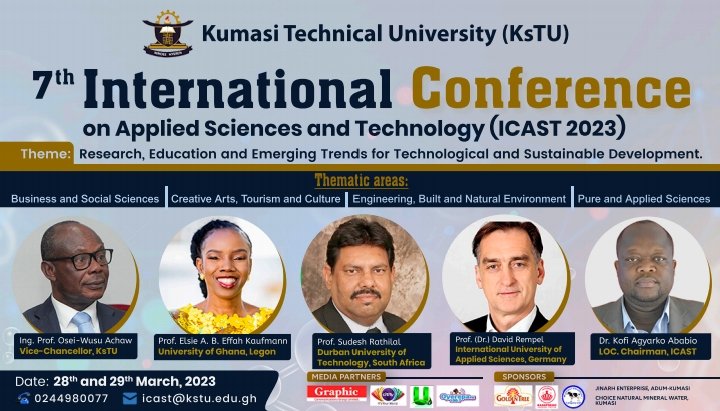 Kumasi Technical University (KsTU)
7th International Conference
on Applied Sciences and Technology (ICAST 2023)
Theme: Research, Education and Emerging Trends for Technological and Sustainable Development.
Thematic areas:
Business and Social Sciences
Creative Arts, Tourism and Culture
Engineering, Built and Natural Environment
Pure and Applied Sciences
Ing. Prof. Osei-Wusu Achaw
Vice-Chancellor, KsTU
Prof. Elsie A. B. Effah Kaufmann
University of Ghana, Legon
Prof. Sudesh Rathilal
Durban University of
Technology, South Africa
Prof. (Dr.) David Rempel
International University of
Applied Sciences, Germany
Dr. Kofi Agyarko Ababio
LOC. Chairman, ICAST
Date: 28th and 29th March, 2023
0244980077
icast@kstu.edu.gh
MEDIA PARTNERS
Graphic
SPONSORS
GOLD TREE
JINARH ENTERPRISE, ADUM-KUMASI
CHOICE NATURAL MINERAL WATER,
KUMASI